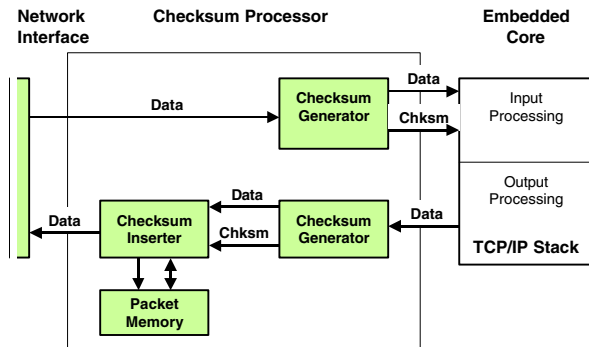 Network
Interface
Checksum Processor
Embedded
Core
Data
Checksum
Generator
Data
Chksm
Input
Processing
Output
Processing
TCP/IP Stack
Data
Checksum
Inserter
Data
Chksm
Checksum
Generator
Data
Packet
Memory